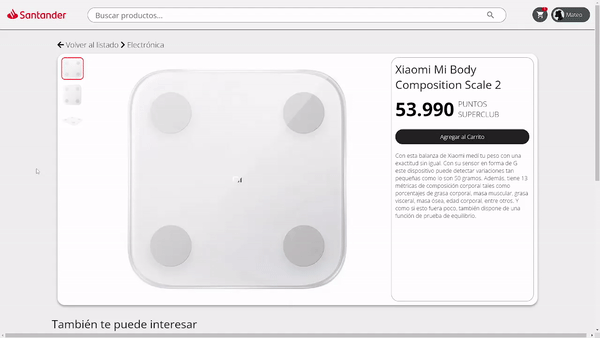 Santander
Buscar productos...
Mateo
Volver al listado Electrónica
Xiaomi Mi Body
Composition Scale 2
53.990 PUNTOS
SUPERCLUB
Agregar al Carrito
Con esta balanza de Xiaomi medí tu peso con una
exactitud sin igual. Con su sensor en forma de G
este dispositivo puede detectar variaciones tan
pequeñas como lo son 50 gramos. Además, tiene 13
métricas de composición corporal tales como
porcentajes de grasa corporal, masa muscular, grasa
visceral, masa ósea, edad corporal, entre otros. Y
como si esto fuera poco, también dispone de una
función de prueba de equilibrio.
También te puede interesar